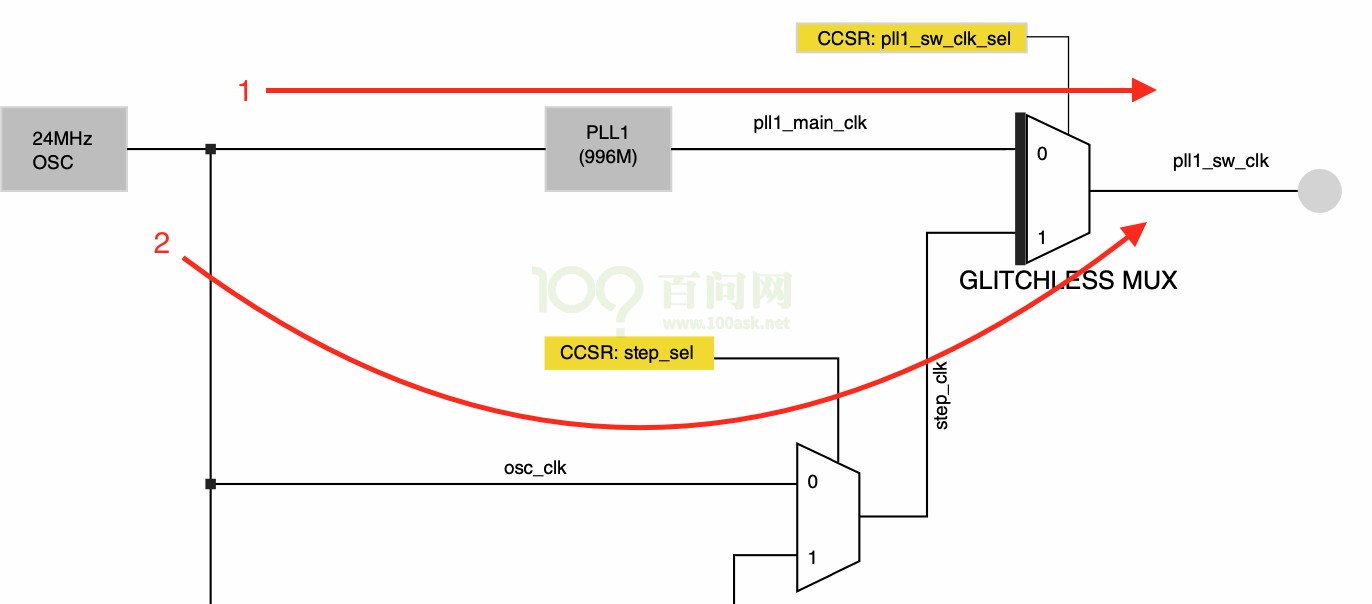 CCSR: pll1_sw_clk_sel
1
24MHz
OSC
PLL1
(996M)
pll1_main_clk
0
pll1_sw_clk
1
GLITCHLESS MUX
2
100?
百问网
www.100ask.net
CCSR: step_sel
step_clk
osc_clk
0
1